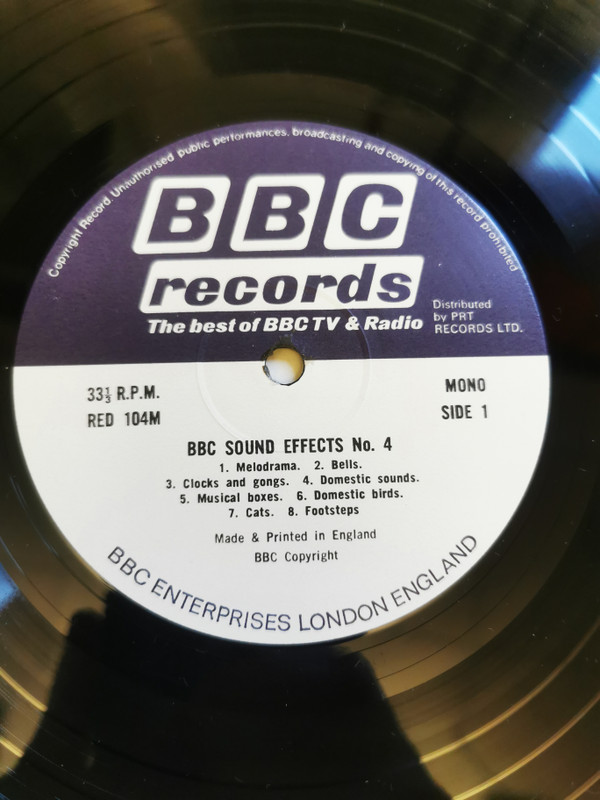 Copyright Record. Unauthorised public performances, broadcasting and copying of this record prohibited
BBC
records
The best of BBC TV & Radio
Distributed
by PRT
RECORDS LTD.
33⅓ R.P.M.
RED 104M
MONO
SIDE 1
BBC SOUND EFFECTS No. 4
1. Melodrama. 2. Bells.
3. Clocks and gongs. 4. Domestic sounds.
5. Musical boxes. 6. Domestic birds.
7. Cats. 8. Footsteps
Made & Printed in England
BBC Copyright
BBC ENTERPRISES LONDON ENGLAND